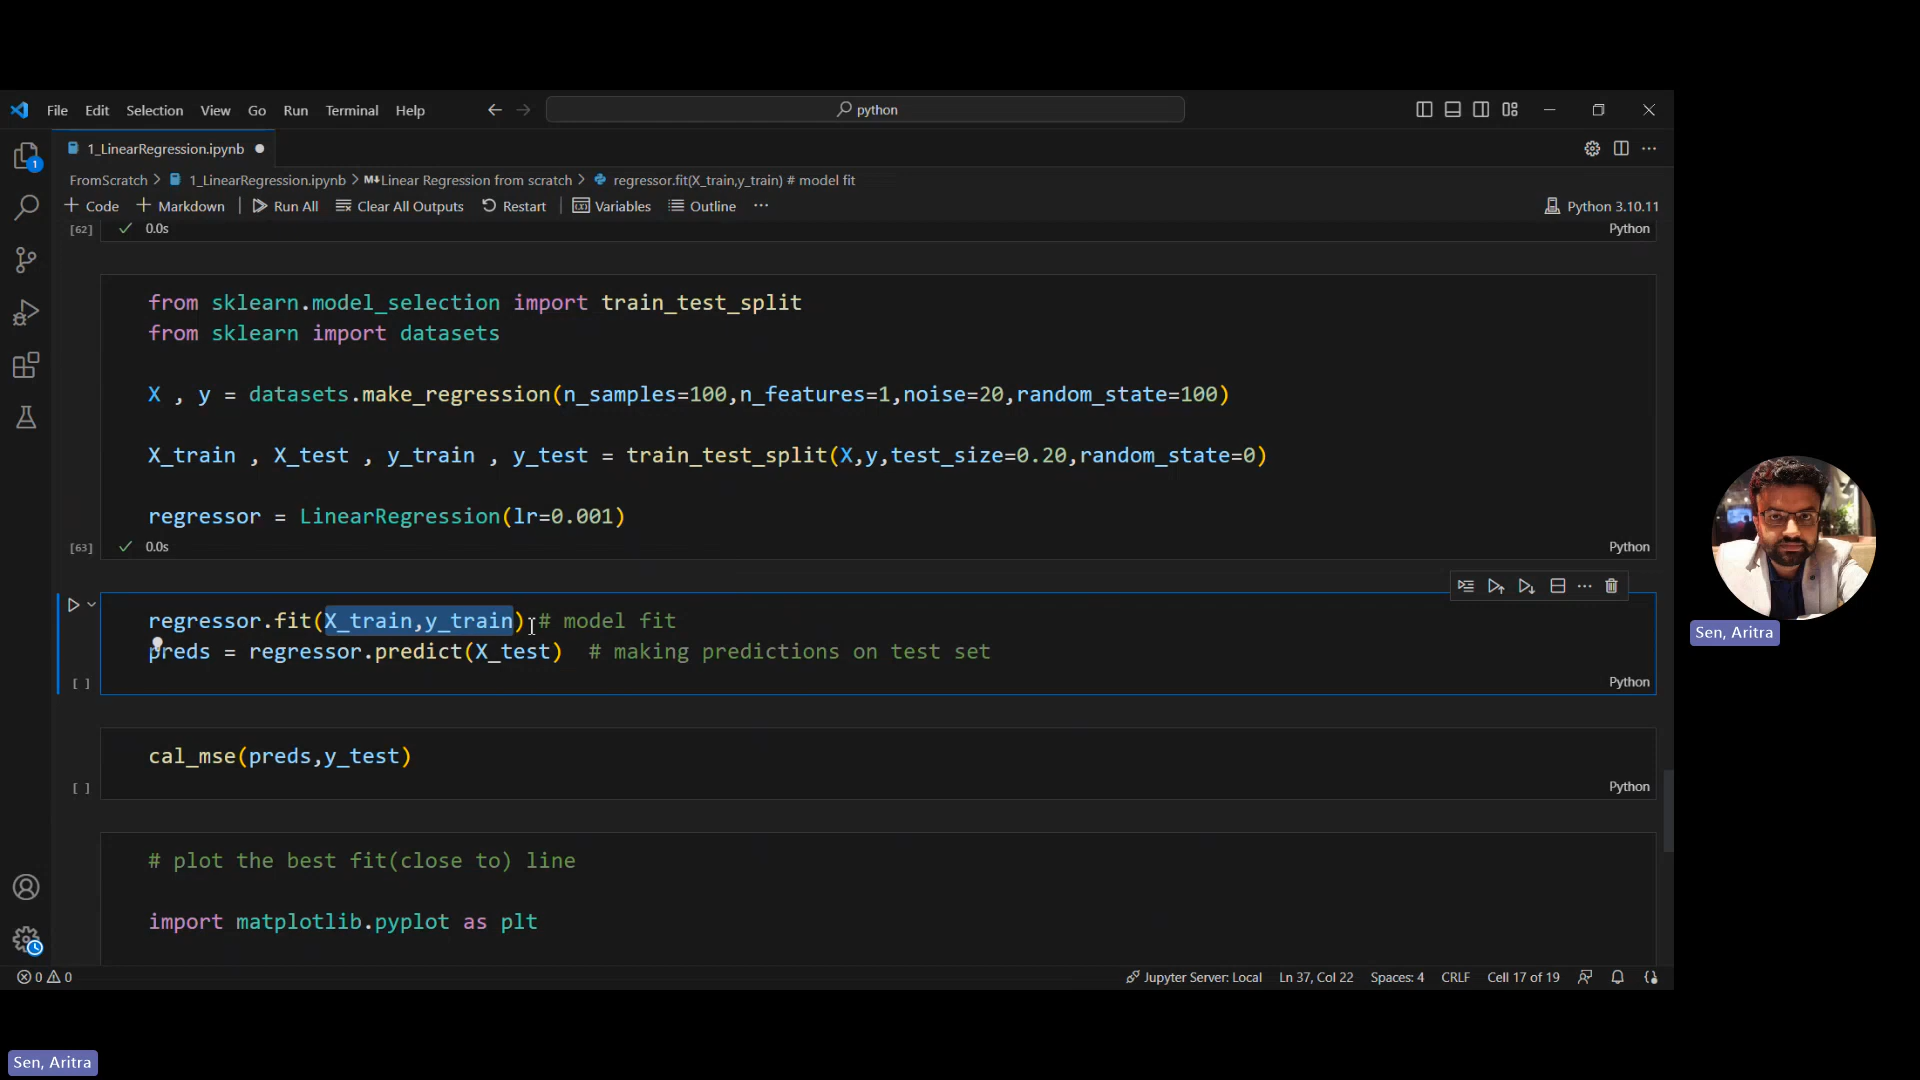 File Edit Selection View Go Run Terminal Help
python
1_LinearRegression.ipynb
1
FromScratch > 1_LinearRegression.ipynb > M↓Linear Regression from scratch > regressor.fit(X_train,y_train) # model fit
+ Code + Markdown | Run All Clear All Outputs Restart | Variables Outline ... Python 3.10.11
[62] ✓ 0.0s Python
from sklearn.model_selection import train_test_split
from sklearn import datasets
X , y = datasets.make_regression(n_samples=100,n_features=1,noise=20,random_state=100)
X_train , X_test , y_train , y_test = train_test_split(X,y,test_size=0.20,random_state=0)
regressor = LinearRegression(lr=0.001)
[63] ✓ 0.0s Python
regressor.fit(X_train,y_train) # model fit
preds = regressor.predict(X_test) # making predictions on test set
[ ] Python
Sen, Aritra
cal_mse(preds,y_test)
[ ] Python
# plot the best fit(close to) line
import matplotlib.pyplot as plt
0 0 Jupyter Server: Local Ln 37, Col 22 Spaces: 4 CRLF Cell 17 of 19
Sen, Aritra